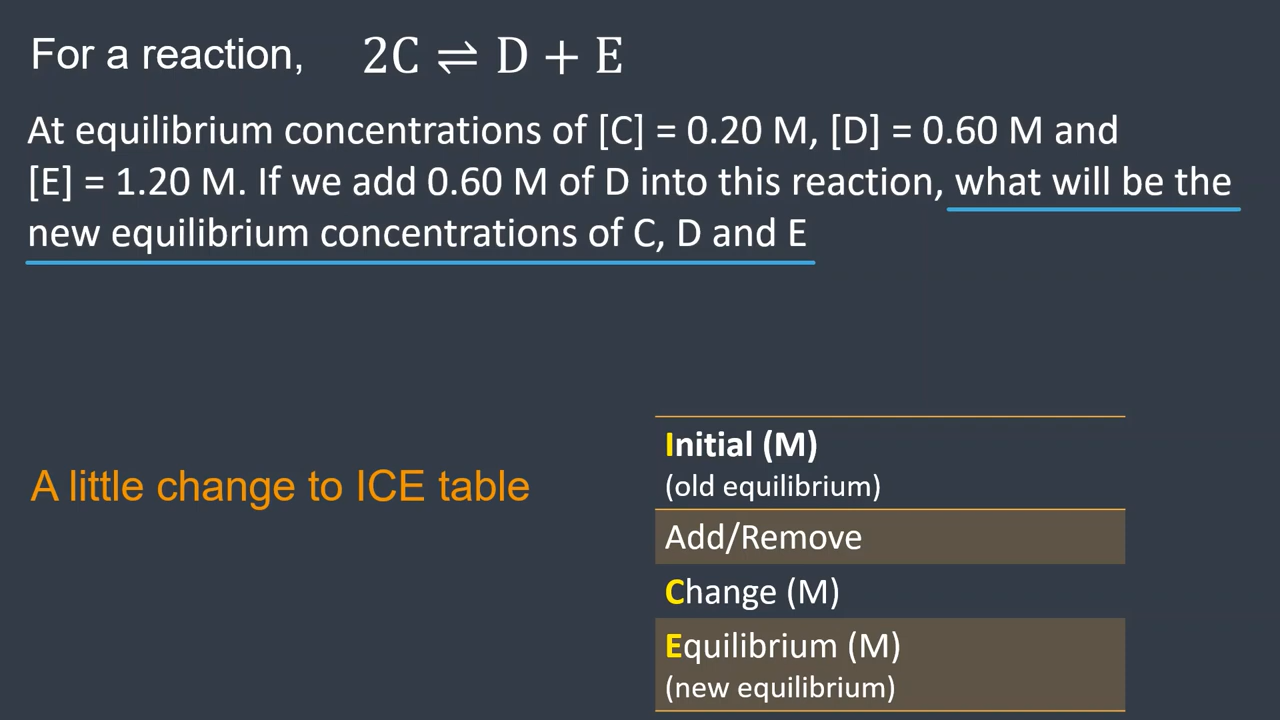 For a reaction, 2C ⇌ D + E
At equilibrium concentrations of [C] = 0.20 M, [D] = 0.60 M and
[E] = 1.20 M. If we add 0.60 M of D into this reaction, what will be the
new equilibrium concentrations of C, D and E
Initial (M)
(old equilibrium)
A little change to ICE table
Add/Remove
Change (M)
Equilibrium (M)
(new equilibrium)